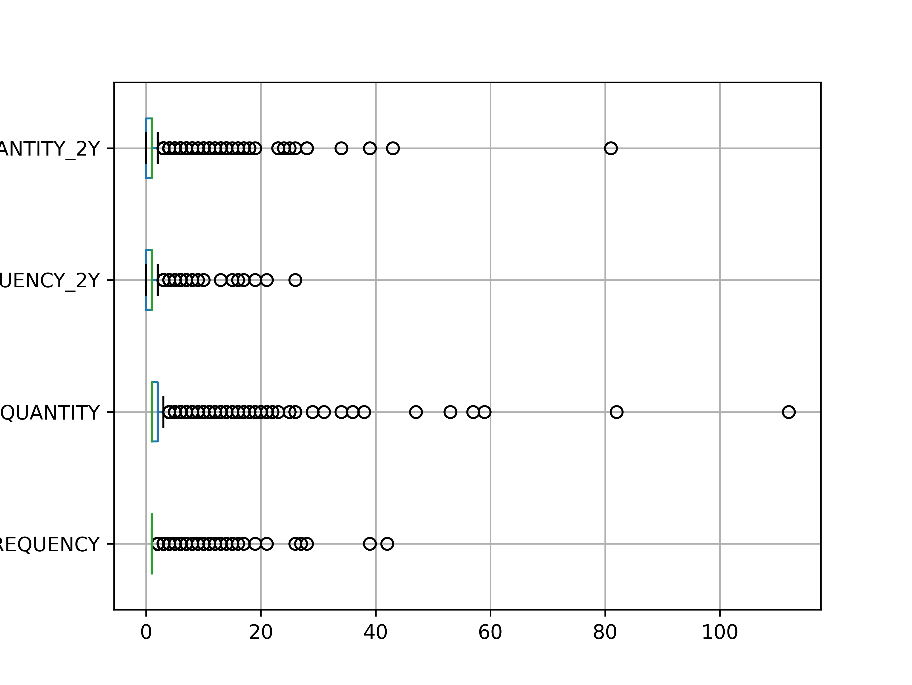 ANTITY_2Y
UENCY_2Y
QUANTITY
REQUENCY
0 20 40 60 80 100